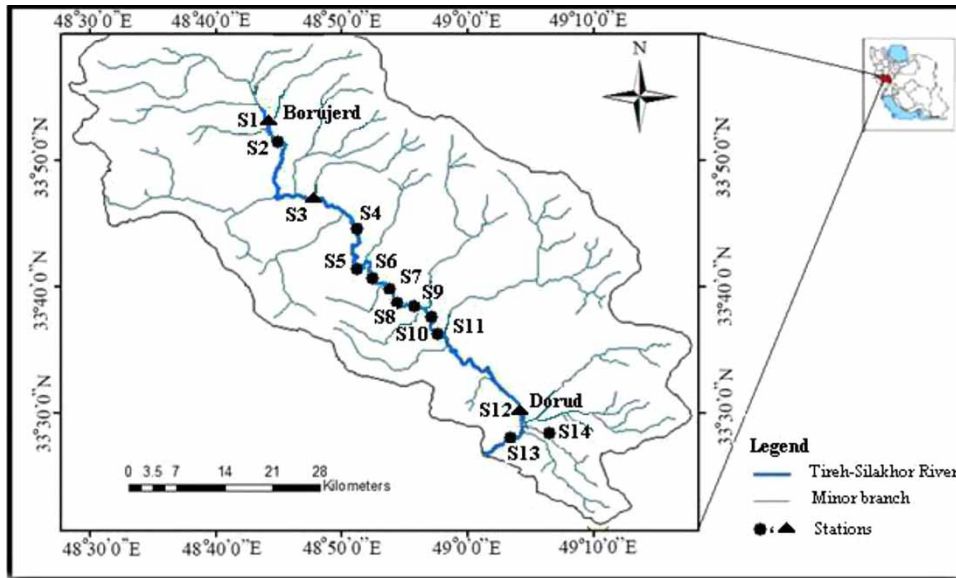 48°30´0˝E 48°40´0˝E 48°50´0˝E 49°0´0˝E 49°10´0˝E
33°50´0˝N
33°40´0˝N
33°30´0˝N
33°50´0˝N
33°40´0˝N
33°30´0˝N
N
S1
Borujerd
S2
S3
S4
S5
S6
S7
S8
S9
S10
S11
S12
Dorud
S13
S14
0 3.5 7 14 21 28
Kilometers
Legend
Tireh-Silakhor River
Minor branch
Stations
48°30´0˝E 48°40´0˝E 48°50´0˝E 49°0´0˝E 49°10´0˝E